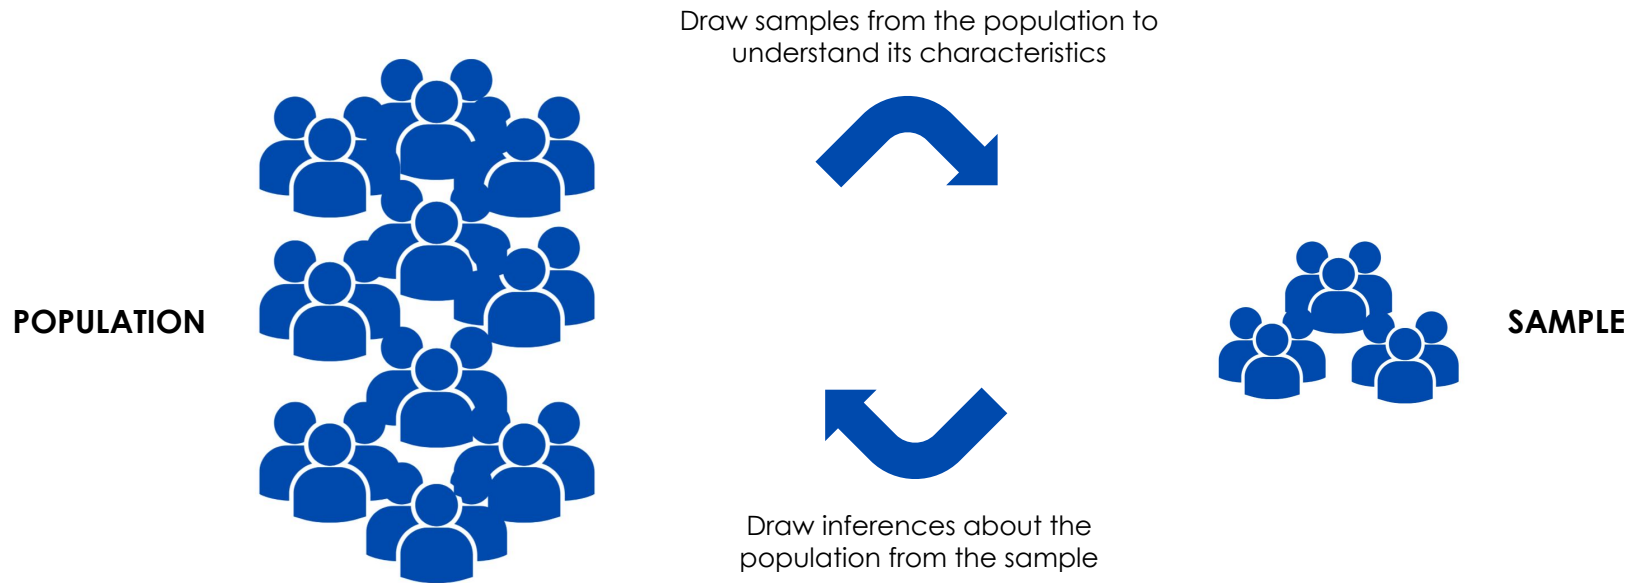 Draw samples from the population to
understand its characteristics
POPULATION
SAMPLE
Draw inferences about the
population from the sample